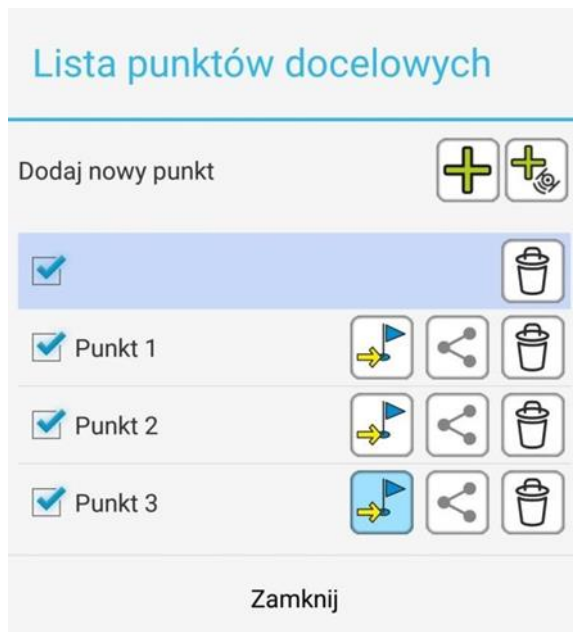 Lista punktów docelowych
Dodaj nowy punkt
Punkt 1
Punkt 2
Punkt 3
Zamknij